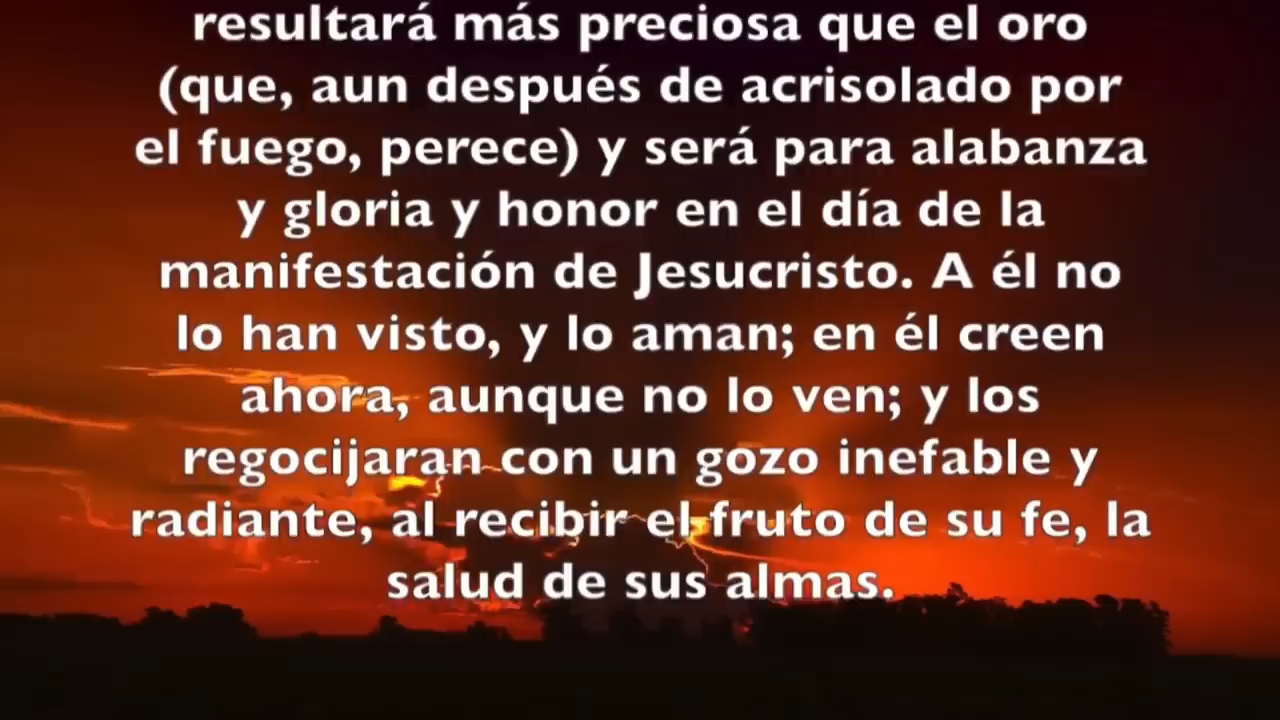 resultará más preciosa que el oro
(que, aun después de acrisolado por
el fuego, perece) y será para alabanza
y gloria y honor en el día de la
manifestación de Jesucristo. A él no
lo han visto, y lo aman; en él creen
ahora, aunque no lo ven; y los
regocijaran con un gozo inefable y
radiante, al recibir el fruto de su fe, la
salud de sus almas.